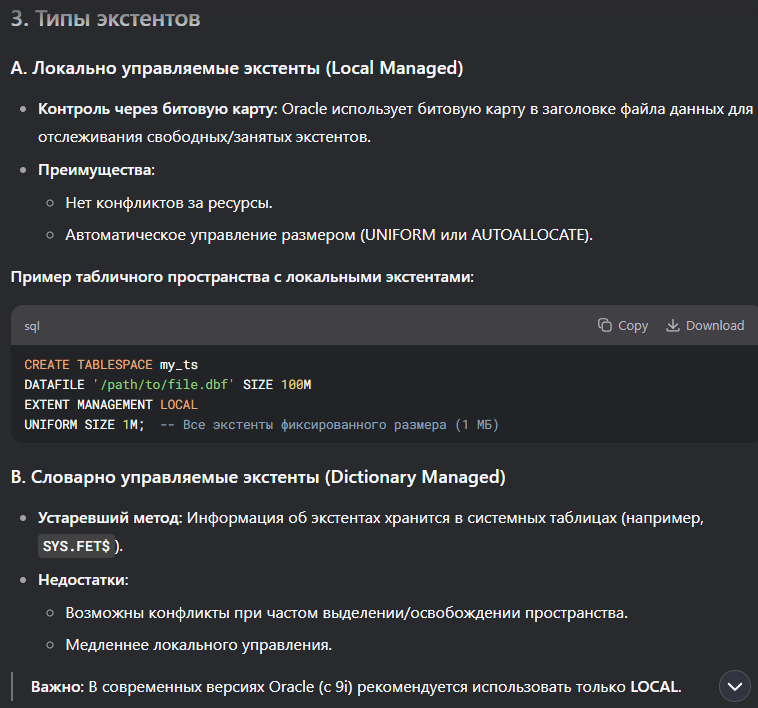 3. Типы экстентов
A. Локально управляемые экстенты (Local Managed)
Контроль через битовую карту: Oracle использует битовую карту в заголовке файла данных для
отслеживания свободных/занятых экстентов.
Преимущества:
Нет конфликтов за ресурсы.
Автоматическое управление размером (UNIFORM или AUTOALLOCATE).
Пример табличного пространства с локальными экстентами:
sql Copy Download
CREATE TABLESPACE my_ts
DATAFILE '/path/to/file.dbf' SIZE 100M
EXTENT MANAGEMENT LOCAL
UNIFORM SIZE 1M; -- Все экстенты фиксированного размера (1 МБ)
B. Словарно управляемые экстенты (Dictionary Managed)
Устаревший метод: Информация об экстентах хранится в системных таблицах (например,
SYS.FET$).
Недостатки:
Возможны конфликты при частом выделении/освобождении пространства.
Медленнее локального управления.
Важно: В современных версиях Oracle (с 9i) рекомендуется использовать только LOCAL.